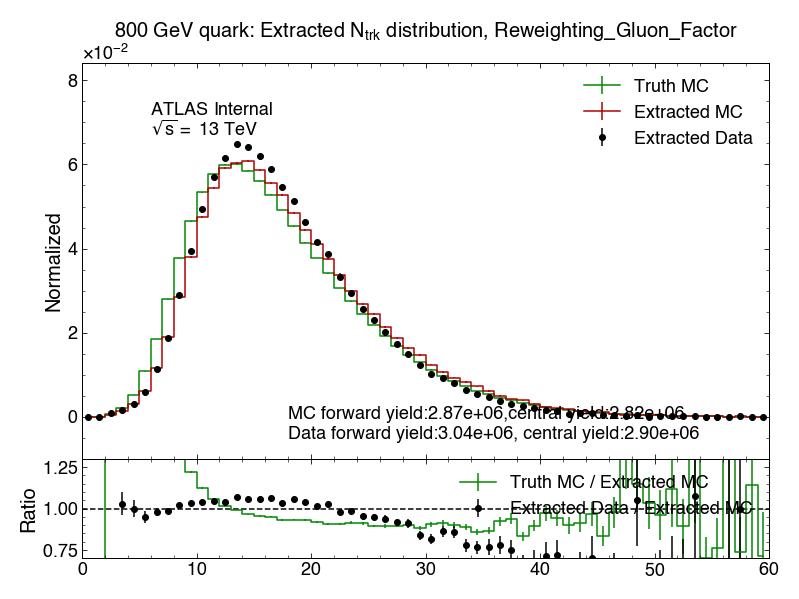 800 GeV quark: Extracted Ntrk distribution, Reweighting_Gluon_Factor
×10−2
8
6
4
2
0
Normalized
ATLAS Internal
√s = 13 TeV
Truth MC
Extracted MC
Extracted Data
MC forward yield:2.87e+06,central yield:2.82e+06
Data forward yield:3.04e+06, central yield:2.90e+06
1.25
1.00
0.75
Ratio
Truth MC / Extracted MC
Extracted Data / Extracted MC
0 10 20 30 40 50 60